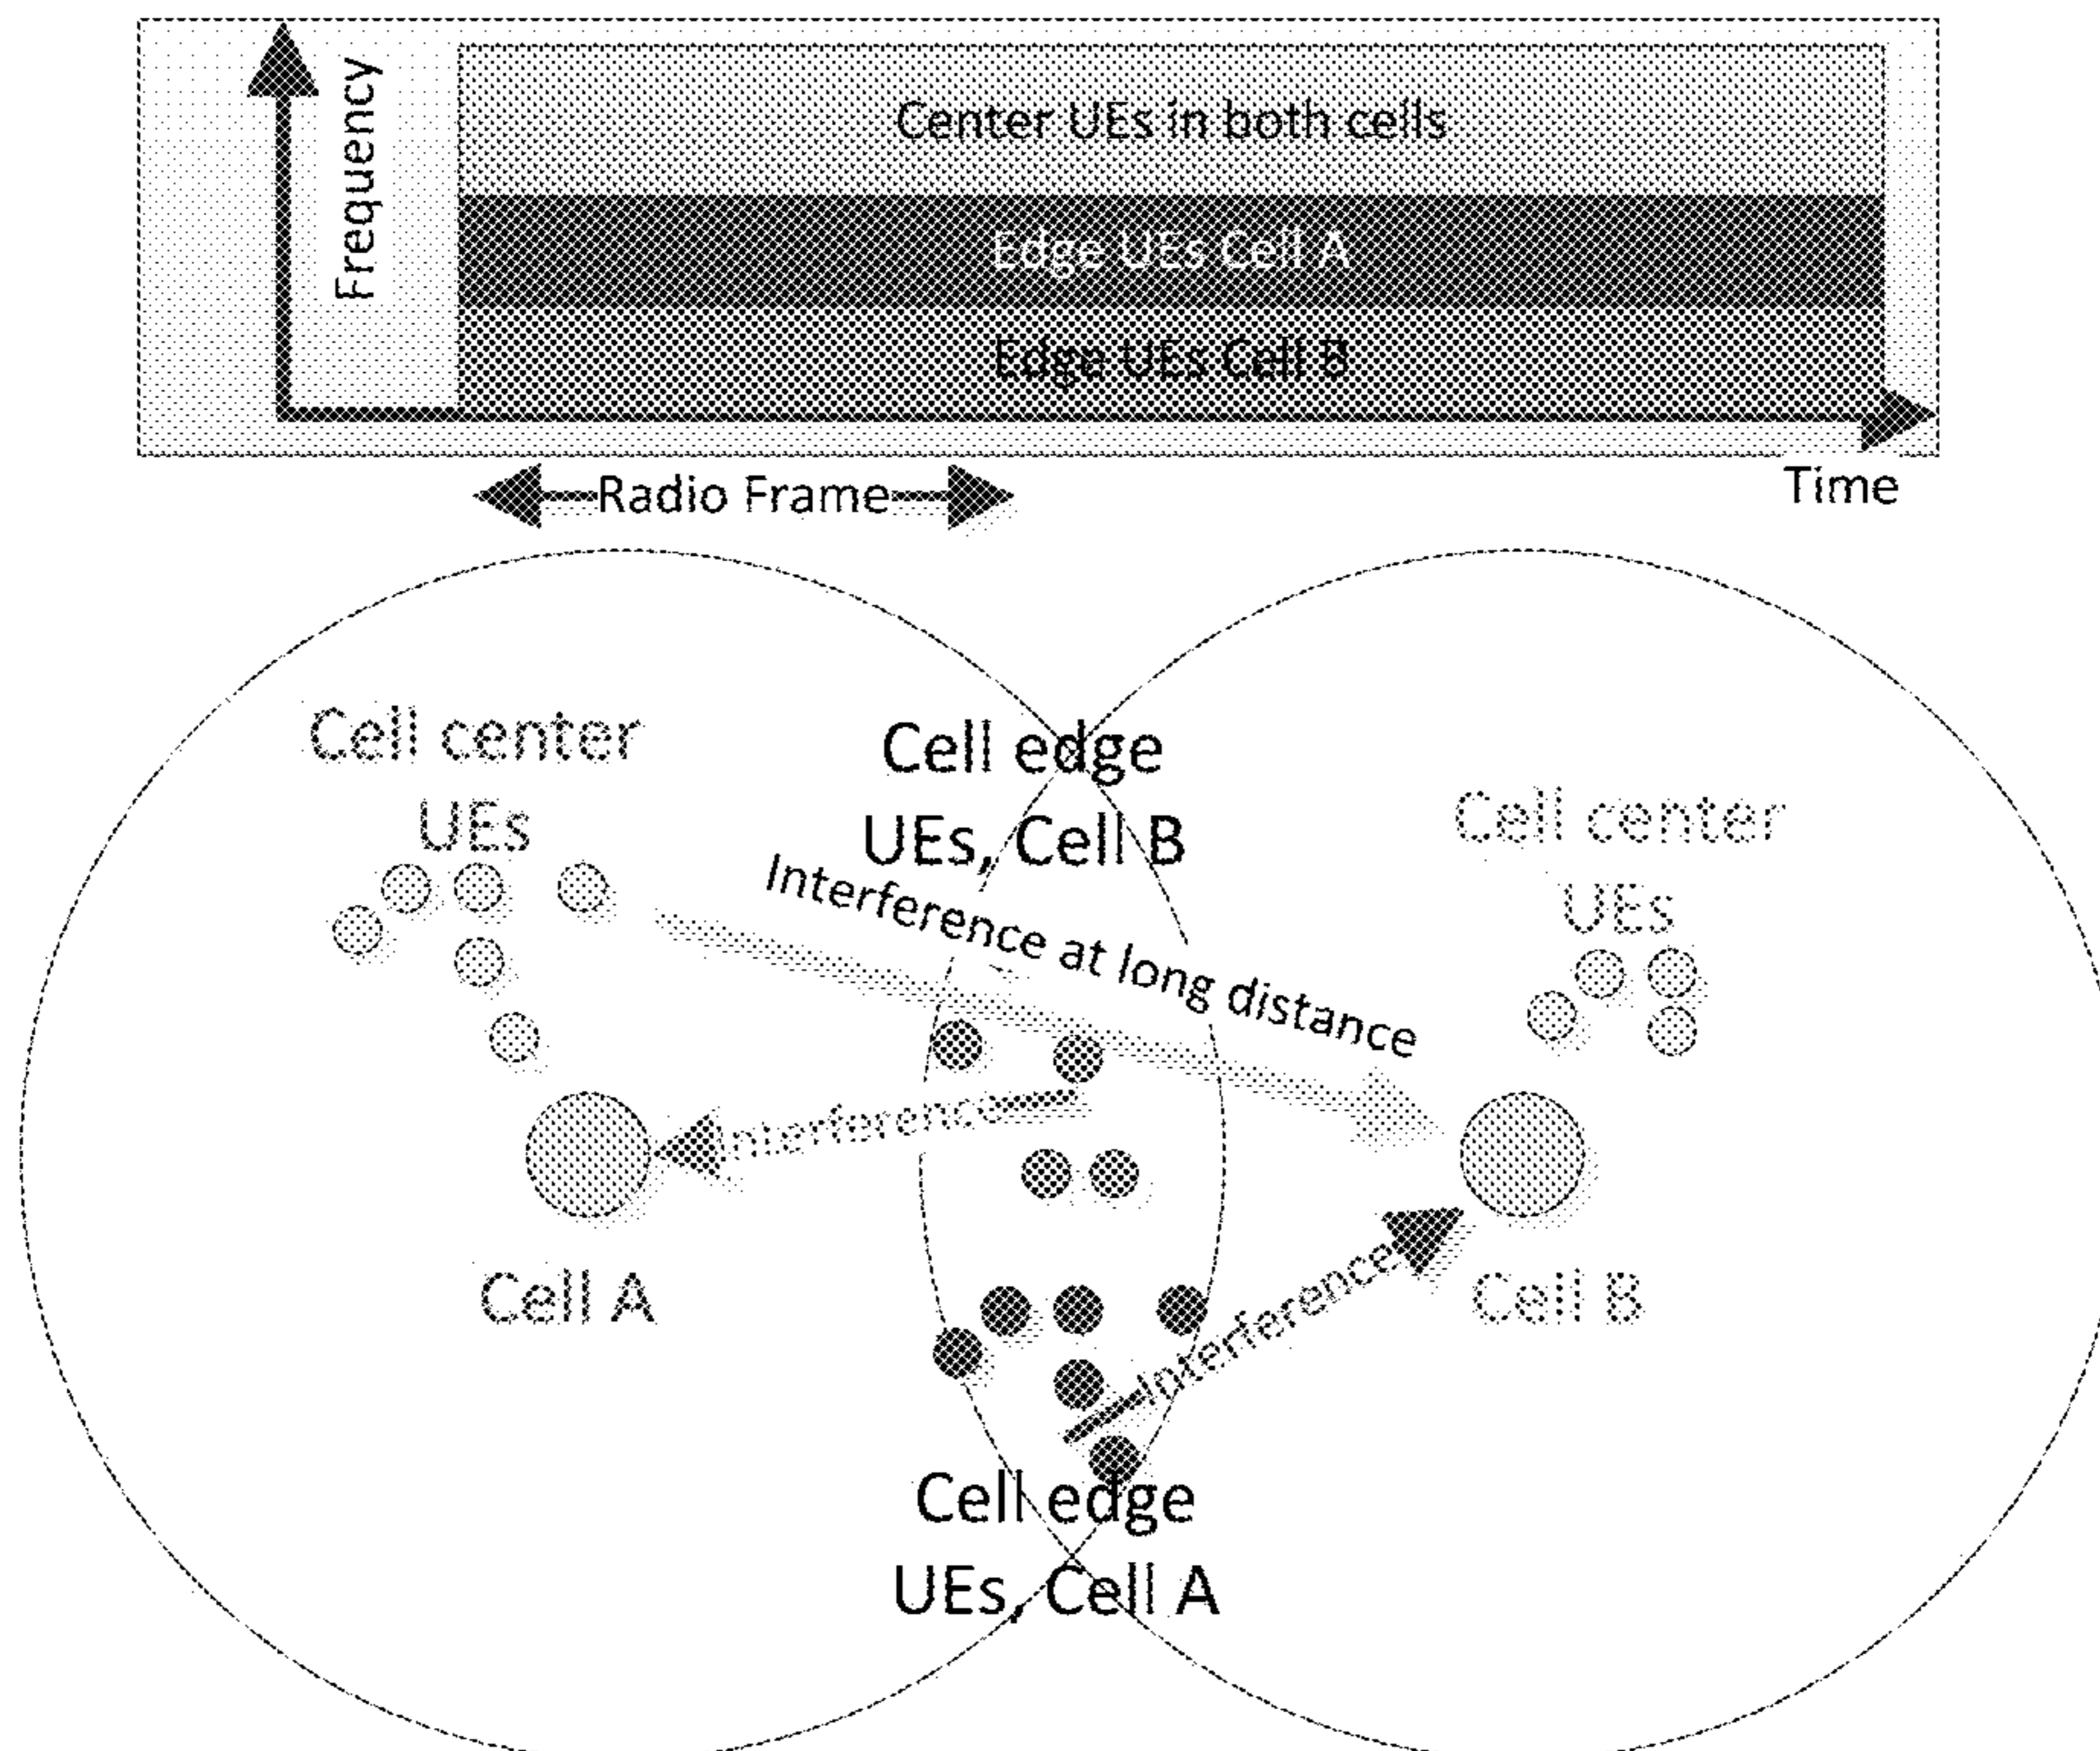 Frequency
Center UEs in both cells
Edge UEs Cell A
Edge UEs Cell B
Radio Frame
Time
Cell center
UEs
Cell edge
UEs, Cell B
Cell center
UEs
Interference at long distance
Interference
Cell A
Interference
Cell B
Cell edge
UEs, Cell A